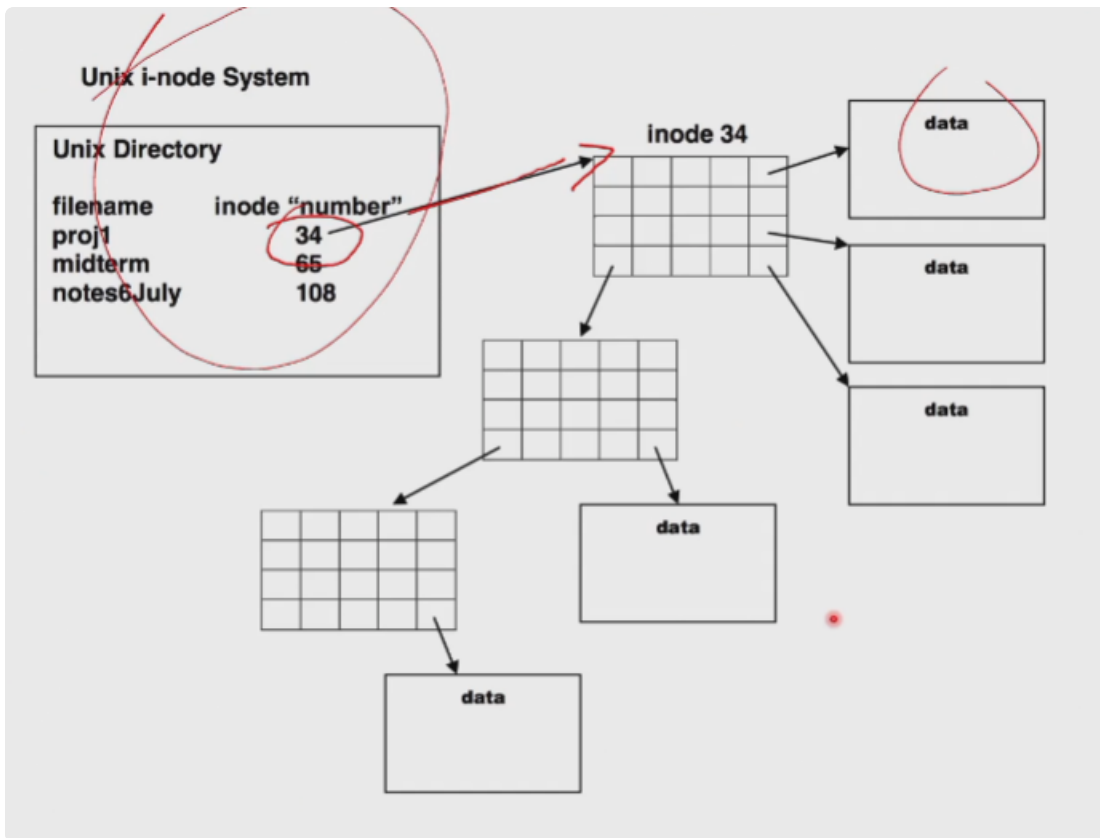 Unix i-node System
Unix Directory
filename inode “number”
proj1 34
midterm 65
notes6July 108
inode 34
data
data
data
data
data